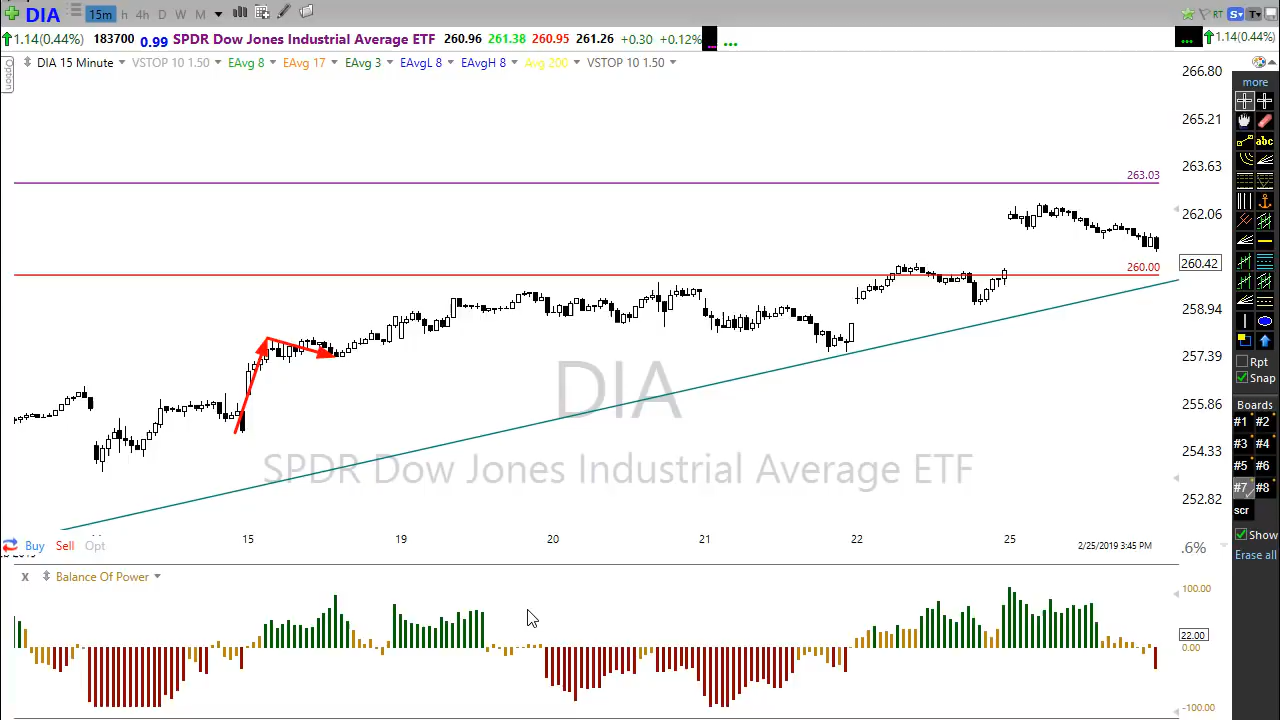 DIA 15m h 4h D W M RT S T
1.14(0.44%) 183700 0.99 SPDR Dow Jones Industrial Average ETF 260.96 261.38 260.95 261.26 +0.30 +0.12% ... ... ... 1.14(0.44%)
Option
DIA 15 Minute VSTOP 10 1.50 EAvg 8 EAvg 17 EAvg 3 EAvgL 8 EAvgH 8 Avg 200 VSTOP 10 1.50
266.80
more
265.21
abc
263.63
263.03
262.06
260.42
260.00
258.94
257.39
Rpt
Snap
DIA
255.86
Boards
#1 #2
#3 #4
254.33
SPDR Dow Jones Industrial Average ETF
#5 #6
#7 #8
252.82
scr
15 19 20 21 22 25
Show
Buy Sell Opt
2/25/2019 3:45 PM
.6%
Erase all
X Balance Of Power
100.00
22.00
0.00
-100.00